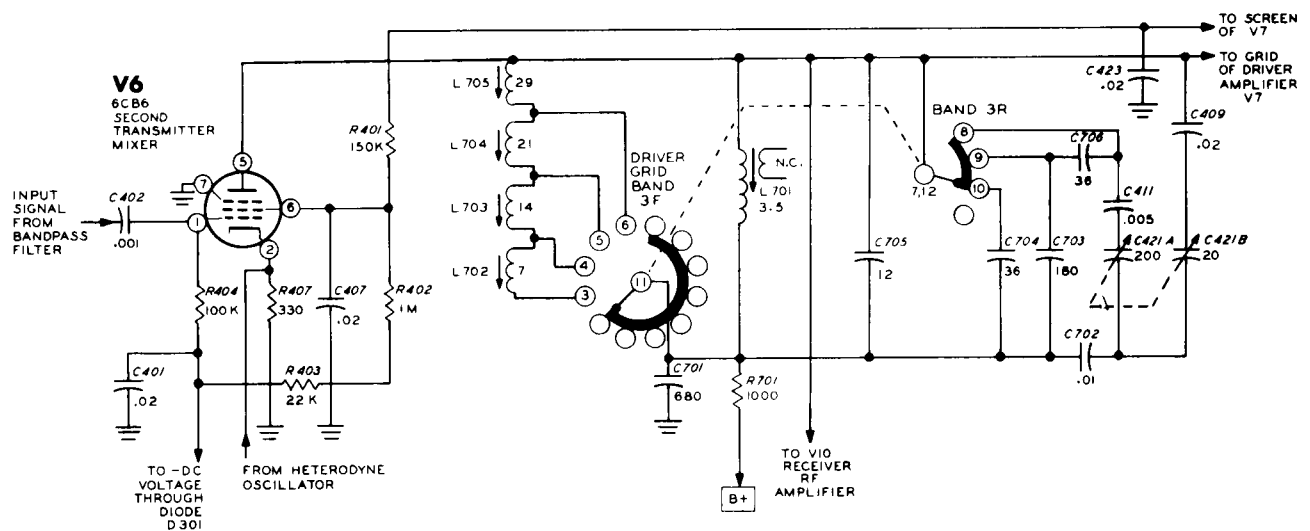 TO SCREEN
OF V7
TO GRID
OF DRIVER
AMPLIFIER
V7
V6
6CB6
SECOND
TRANSMITTER
MIXER
5
7
1
6
2
INPUT
SIGNAL
FROM
BANDPASS
FILTER
C402
.001
R401
150K
R404
100K
R407
330
C407
.02
R402
1M
C401
.02
R403
22K
TO -DC
VOLTAGE
THROUGH
DIODE
D301
FROM HETERODYNE
OSCILLATOR
L705
29
L704
21
L703
14
L702
7
DRIVER
GRID
BAND
3F
6
5
4
3
11
C701
680
R701
1000
B+
N.C.
L701
3.5
TO V10
RECEIVER
RF
AMPLIFIER
C705
12
BAND 3R
7,12
8
9
10
C706
36
C704
36
C703
180
C702
.01
C411
.005
C421A
200
C421B
20
C423
.02
C409
.02